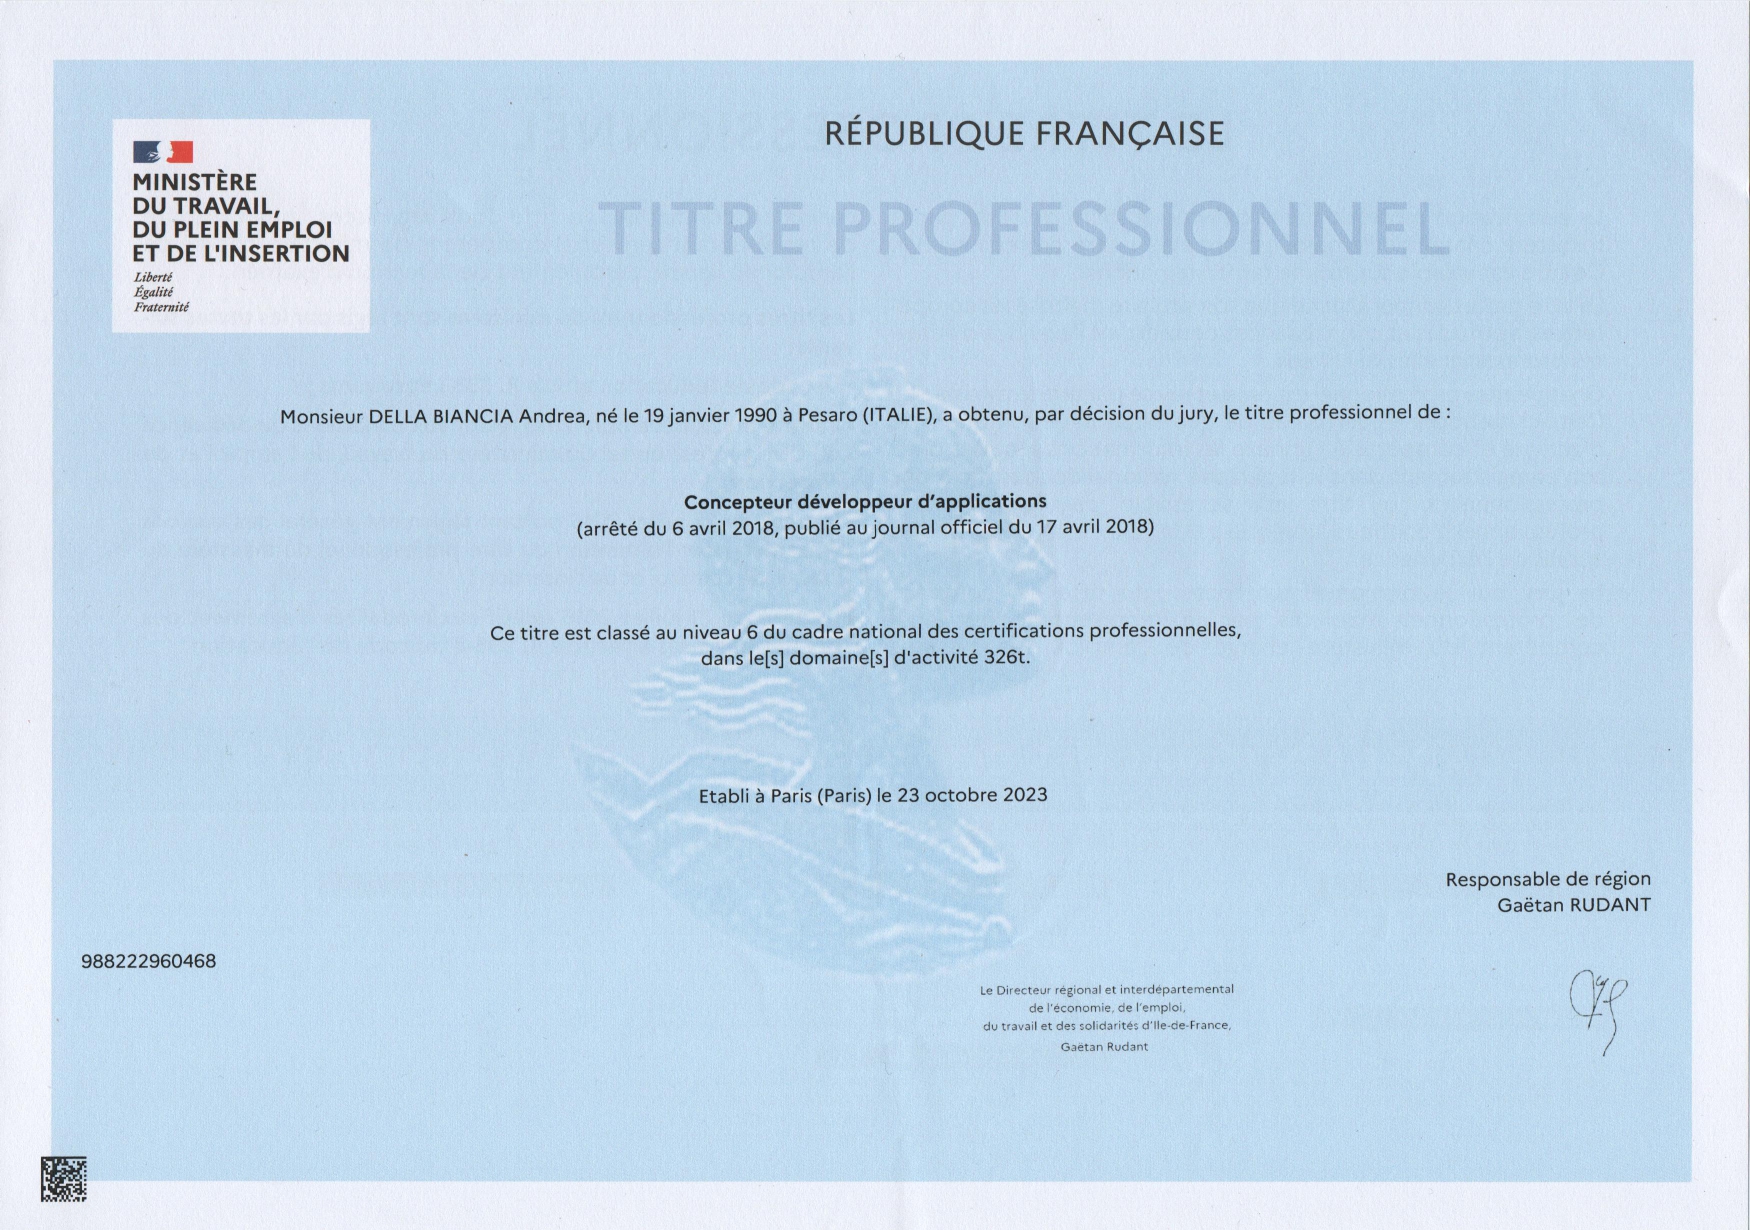 RÉPUBLIQUE FRANÇAISE
TITRE PROFESSIONNEL
MINISTÈRE
DU TRAVAIL,
DU PLEIN EMPLOI
ET DE L'INSERTION
Liberté
Égalité
Fraternité
Monsieur DELLA BIANCIA Andrea, né le 19 janvier 1990 à Pesaro (ITALIE), a obtenu, par décision du jury, le titre professionnel de :
Concepteur développeur d’applications
(arrêté du 6 avril 2018, publié au journal officiel du 17 avril 2018)
Ce titre est classé au niveau 6 du cadre national des certifications professionnelles,
dans le[s] domaine[s] d'activité 326t.
Etabli à Paris (Paris) le 23 octobre 2023
Responsable de région
Gaëtan RUDANT
988222960468
Le Directeur régional et interdépartemental
de l’économie, de l’emploi,
du travail et des solidarités d’Ile-de-France,
Gaëtan Rudant